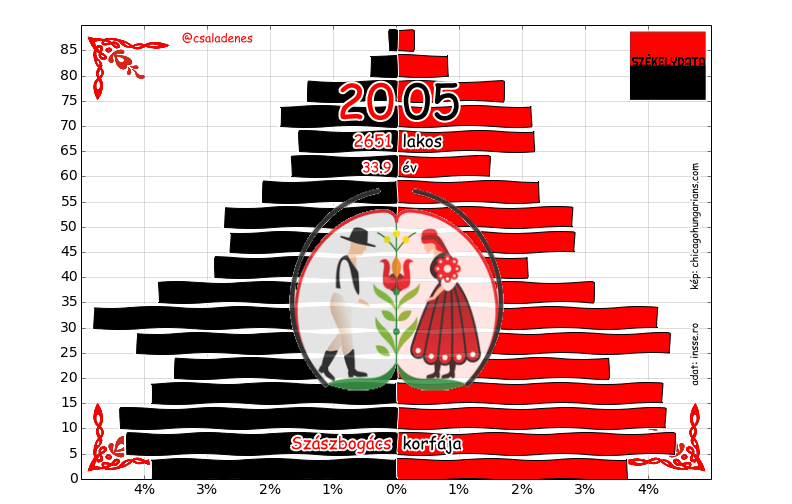 @csaladenes
SZÉKELYDATA
2005
2651 lakos
33.9 év
kép: chicagohungarians.com
adat: insse.ro
Szászbogács korfája
85
80
75
70
65
60
55
50
45
40
35
30
25
20
15
10
5
0
4% 3% 2% 1% 0% 1% 2% 3% 4%